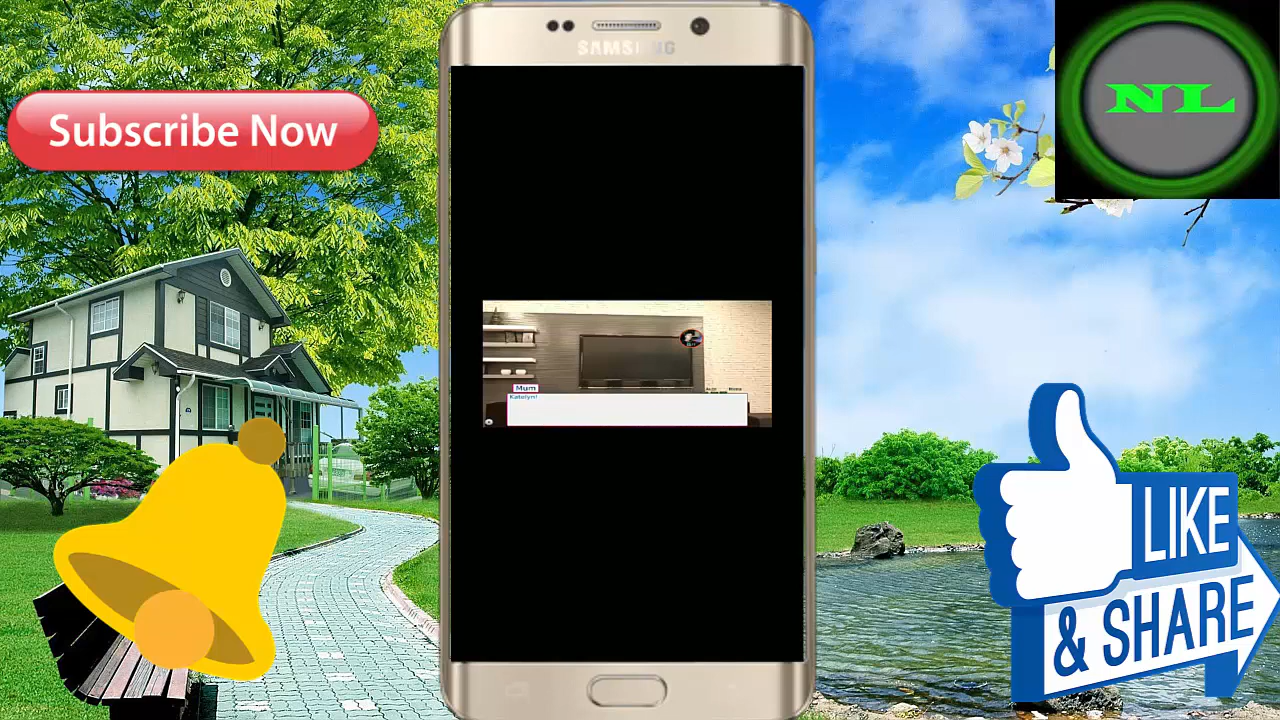 Subscribe Now
SAMSUNG
NL
Mum
Katelyn!
LIKE
& SHARE